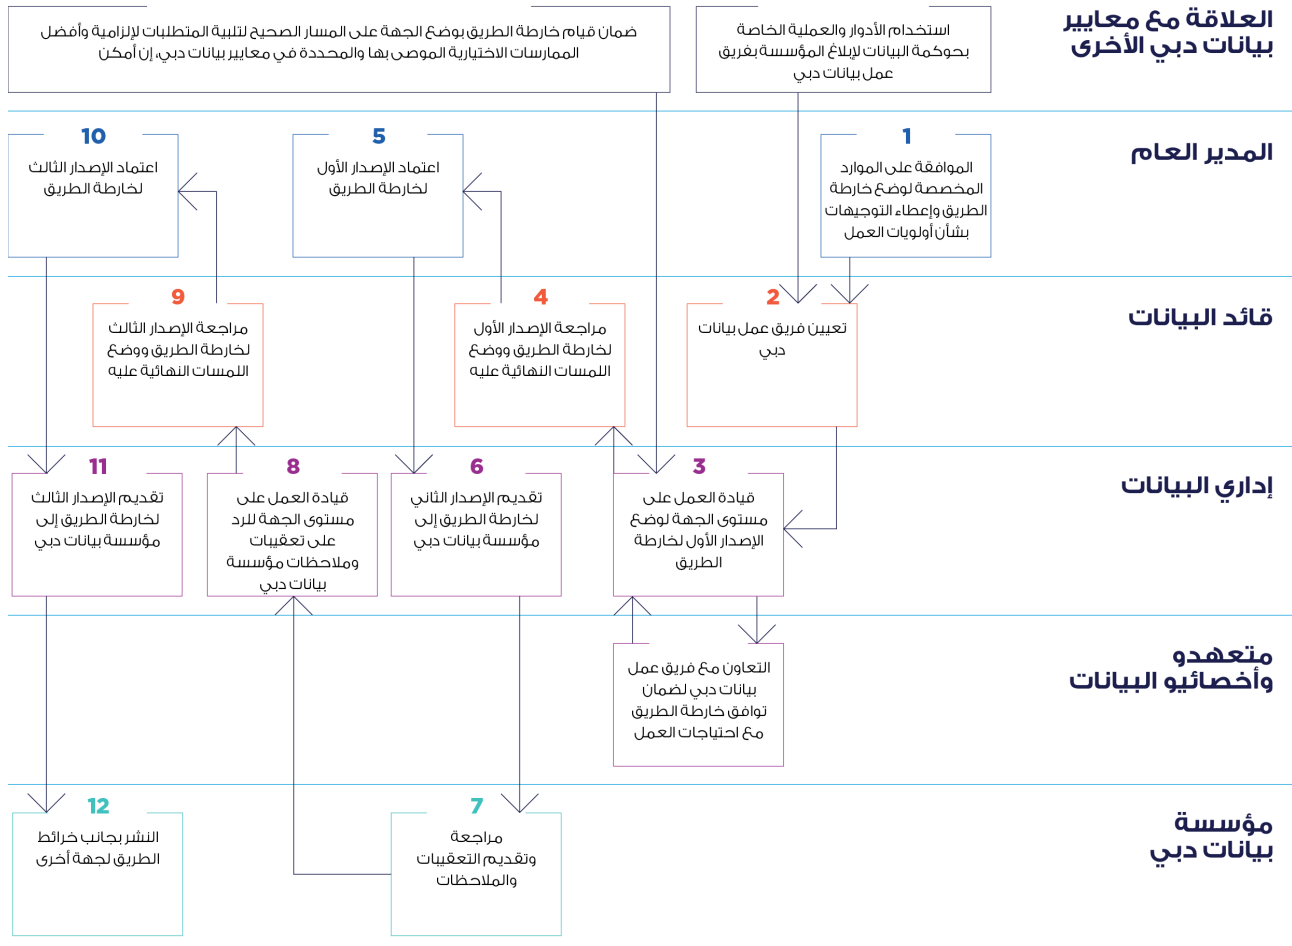 العلاقة مع معايير
بيانات دبي الأخرى
استخدام الأدوار والعملية الخاصة
بحوكمة البيانات لإبلاغ المؤسسة بفريق
عمل بيانات دبي
ضمان قيام خارطة الطريق بوضع الجهة على المسار الصحيح لتلبية المتطلبات لإلزامية وأفضل
الممارسات الاختيارية الموصى بها والمحددة في معايير بيانات دبي، إن أمكن
المدير العام
1
الموافقة على الموارد
المخصصة لوضع خارطة
الطريق وإعطاء التوجيهات
بشأن أولويات العمل
5
اعتماد الإصدار الأول
لخارطة الطريق
10
اعتماد الإصدار الثالث
لخارطة الطريق
قائد البيانات
2
تعيين فريق عمل بيانات
دبي
4
مراجعة الإصدار الأول
لخارطة الطريق ووضع
اللمسات النهائية عليه
9
مراجعة الإصدار الثالث
لخارطة الطريق ووضع
اللمسات النهائية عليه
إداري البيانات
3
قيادة العمل على
مستوى الجهة لوضع
الإصدار الأول لخارطة
الطريق
6
تقديم الإصدار الثاني
لخارطة الطريق إلى
مؤسسة بيانات دبي
8
قيادة العمل على
مستوى الجهة للرد
على تعقيبات
وملاحظات مؤسسة
بيانات دبي
11
تقديم الإصدار الثالث
لخارطة الطريق إلى
مؤسسة بيانات دبي
متعهدو
وأخصائيو البيانات
التعاون مع فريق عمل
بيانات دبي لضمان
توافق خارطة الطريق
مع احتياجات العمل
مؤسسة
بيانات دبي
7
مراجعة
وتقديم التعقيبات
والملاحظات
12
النشر بجانب خرائط
الطريق لجهة أخرى